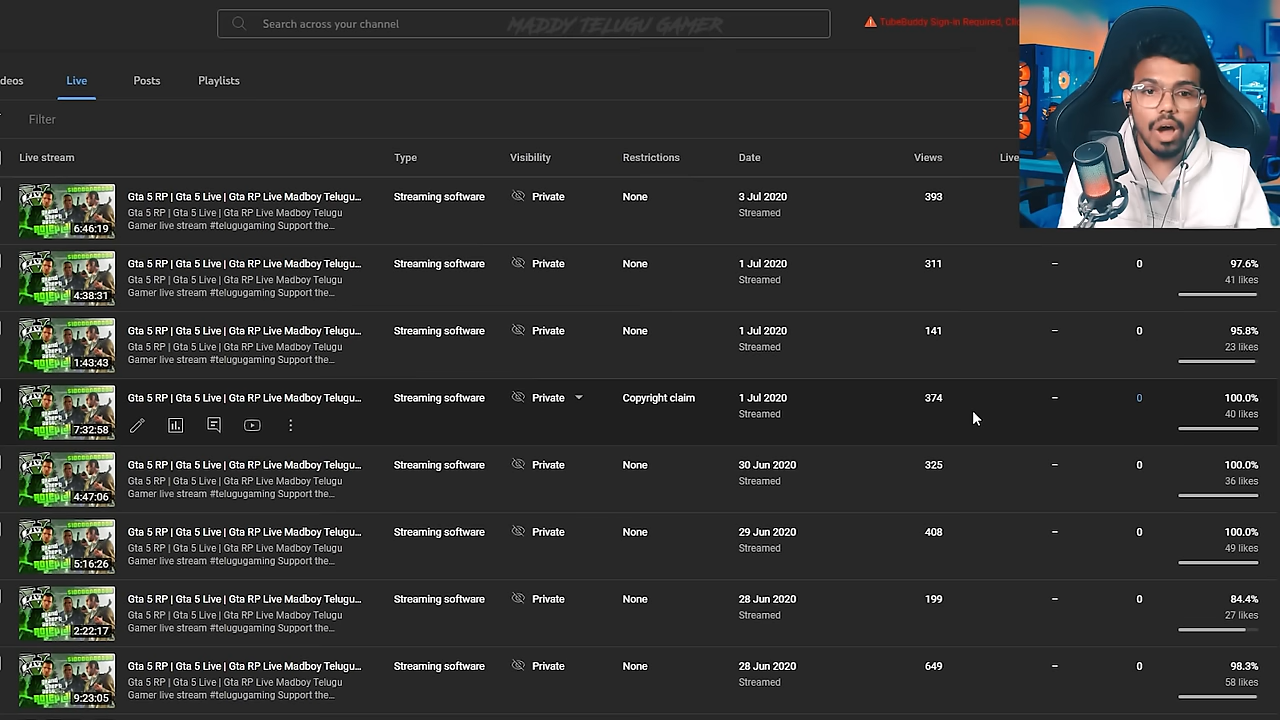 Search across your channel
MADDY TELUGU GAMER
TubeBuddy Sign-in Required, Clic
deos
Live
Posts
Playlists
Filter
Live stream Type Visibility Restrictions Date Views Live
Gta 5 RP | Gta 5 Live | Gta RP Live Madboy Telugu... Streaming software Private None 3 Jul 2020 393
Gta 5 RP | Gta 5 Live | Gta RP Live Madboy Telugu Streamed
Gamer live stream #telugugaming Support the...
6:46:19
Gta 5 RP | Gta 5 Live | Gta RP Live Madboy Telugu... Streaming software Private None 1 Jul 2020 311 – 0 97.6%
Gta 5 RP | Gta 5 Live | Gta RP Live Madboy Telugu Streamed 41 likes
Gamer live stream #telugugaming Support the...
4:38:31
Gta 5 RP | Gta 5 Live | Gta RP Live Madboy Telugu... Streaming software Private None 1 Jul 2020 141 – 0 95.8%
Gta 5 RP | Gta 5 Live | Gta RP Live Madboy Telugu Streamed 23 likes
Gamer live stream #telugugaming Support the...
1:43:43
Gta 5 RP | Gta 5 Live | Gta RP Live Madboy Telugu... Streaming software Private Copyright claim 1 Jul 2020 374 – 0 100.0%
Streamed 40 likes
7:32:58
Gta 5 RP | Gta 5 Live | Gta RP Live Madboy Telugu... Streaming software Private None 30 Jun 2020 325 – 0 100.0%
Gta 5 RP | Gta 5 Live | Gta RP Live Madboy Telugu Streamed 36 likes
Gamer live stream #telugugaming Support the...
4:47:06
Gta 5 RP | Gta 5 Live | Gta RP Live Madboy Telugu... Streaming software Private None 29 Jun 2020 408 – 0 100.0%
Gta 5 RP | Gta 5 Live | Gta RP Live Madboy Telugu Streamed 49 likes
Gamer live stream #telugugaming Support the...
5:16:26
Gta 5 RP | Gta 5 Live | Gta RP Live Madboy Telugu... Streaming software Private None 28 Jun 2020 199 – 0 84.4%
Gta 5 RP | Gta 5 Live | Gta RP Live Madboy Telugu Streamed 27 likes
Gamer live stream #telugugaming Support the...
2:22:17
Gta 5 RP | Gta 5 Live | Gta RP Live Madboy Telugu... Streaming software Private None 28 Jun 2020 649 – 0 98.3%
Gta 5 RP | Gta 5 Live | Gta RP Live Madboy Telugu Streamed 58 likes
Gamer live stream #telugugaming Support the...
9:23:05